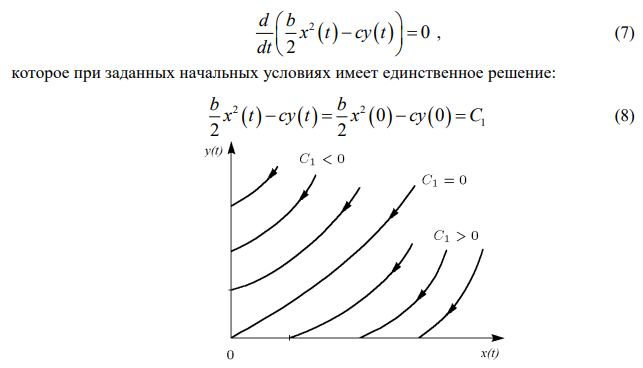 d/dt (b/2 x²(t) − cy(t)) = 0 , (7)
которое при заданных начальных условиях имеет единственное решение:
b/2 x²(t) − cy(t) = b/2 x²(0) − cy(0) = C₁ (8)
y(t)
C₁ < 0
C₁ = 0
C₁ > 0
0
x(t)